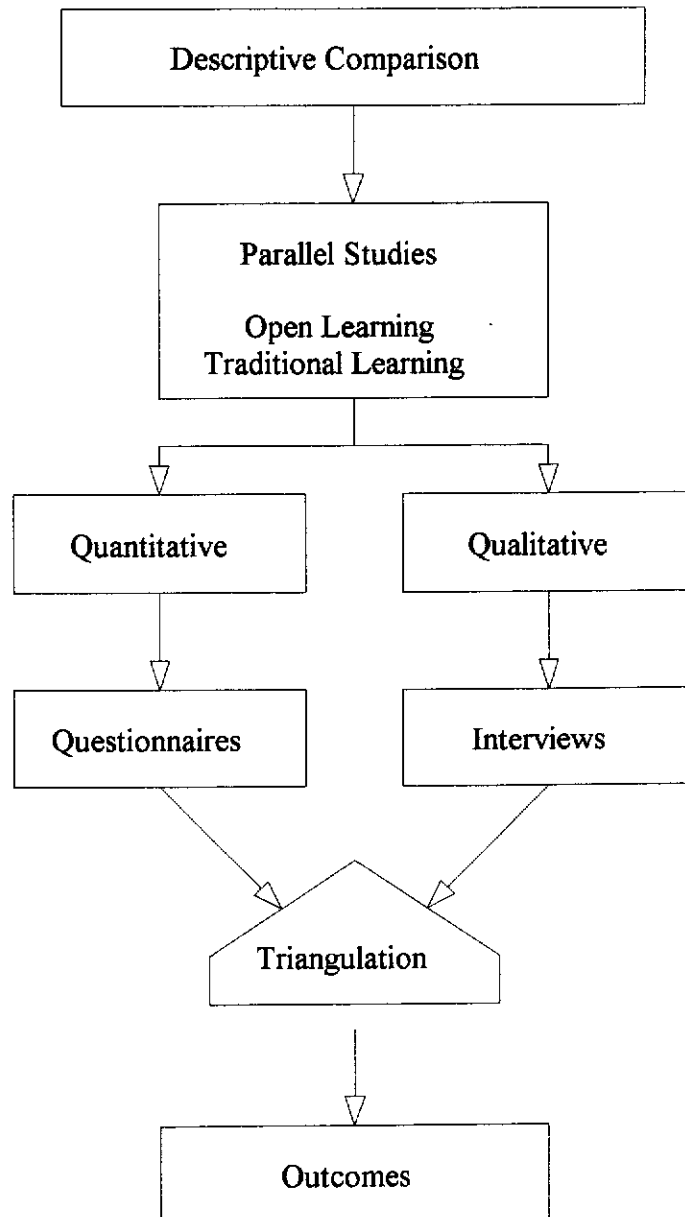 Descriptive Comparison
Parallel Studies
Open Learning
Traditional Learning
Quantitative
Qualitative
Questionnaires
Interviews
Triangulation
Outcomes